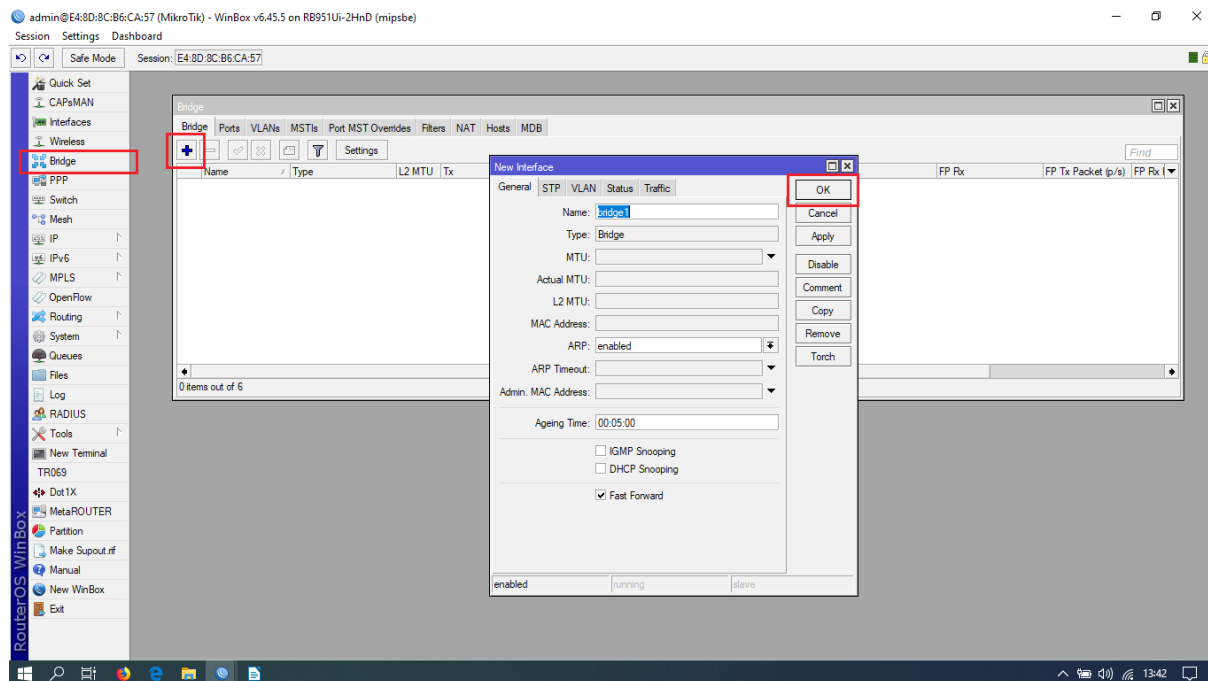 admin@E4:8D:8C:B6:CA:57 (MikroTik) - WinBox v6.45.5 on RB951Ui-2HnD (mipsbe)
Session Settings Dashboard
Safe Mode Session: E4:8D:8C:B6:CA:57
Quick Set
CAPsMAN
Interfaces
Wireless
Bridge
PPP
Switch
Mesh
IP
IPv6
MPLS
OpenFlow
Routing
System
Queues
Files
Log
RADIUS
Tools
New Terminal
TR069
Dot1X
MetaROUTER
Partition
Make Supout.rif
Manual
New WinBox
Exit
RouterOS WinBox
Bridge
Bridge Ports VLANs MSTIs Port MST Overrides Filters NAT Hosts MDB
Settings
Find
Name / Type L2 MTU Tx FP Rx FP Tx Packet (p/s) FP Rx
0 items out of 6
New Interface
General STP VLAN Status Traffic
Name: bridge1
Type: Bridge
MTU:
Actual MTU:
L2 MTU:
MAC Address:
ARP: enabled
ARP Timeout:
Admin. MAC Address:
Ageing Time: 00:05:00
IGMP Snooping
DHCP Snooping
Fast Forward
enabled running slave
OK
Cancel
Apply
Disable
Comment
Copy
Remove
Torch
13:42